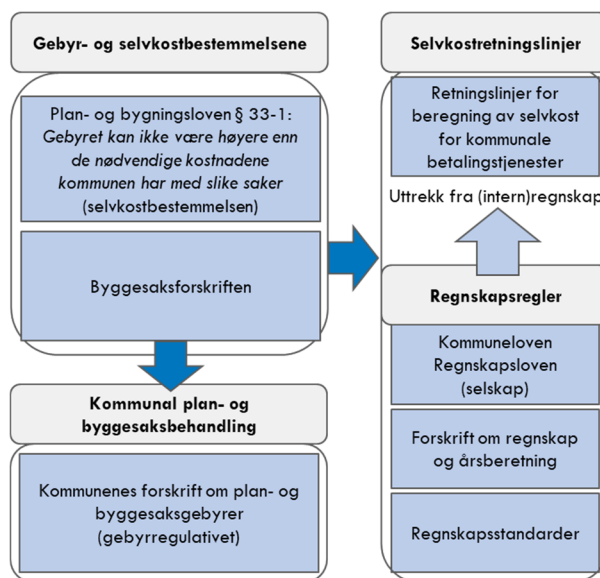 Gebyr- og selvkostbestemmelsene
Plan- og bygningsloven § 33-1:
Gebyret kan ikke være høyere enn
de nødvendige kostnadene
kommunen har med slike saker
(selvkostbestemmelsen)
Byggesaksforskriften
Kommunal plan- og
byggesaksbehandling
Kommunenes forskrift om plan- og
byggesaksgebyrer
(gebyrregulativet)
Selvkostretningslinjer
Retningslinjer for
beregning av selvkost
for kommunale
betalingstjenester
Uttrekk fra (intern)regnskap
Regnskapsregler
Kommuneloven
Regnskapsloven
(selskap)
Forskrift om regnskap
og årsberetning
Regnskapsstandarder